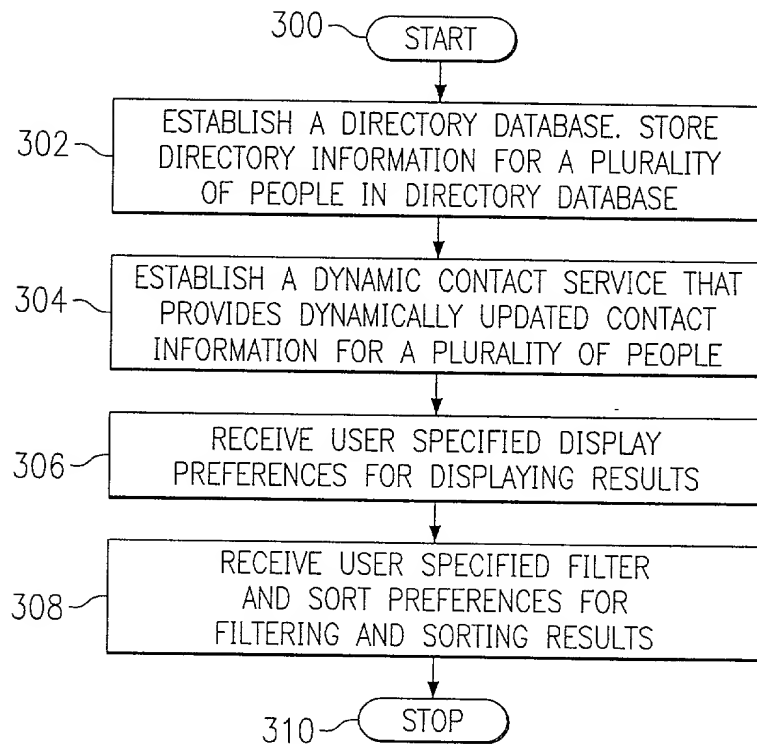 300
START
302
ESTABLISH A DIRECTORY DATABASE. STORE
DIRECTORY INFORMATION FOR A PLURALITY
OF PEOPLE IN DIRECTORY DATABASE
304
ESTABLISH A DYNAMIC CONTACT SERVICE THAT
PROVIDES DYNAMICALLY UPDATED CONTACT
INFORMATION FOR A PLURALITY OF PEOPLE
306
RECEIVE USER SPECIFIED DISPLAY
PREFERENCES FOR DISPLAYING RESULTS
308
RECEIVE USER SPECIFIED FILTER
AND SORT PREFERENCES FOR
FILTERING AND SORTING RESULTS
310
STOP